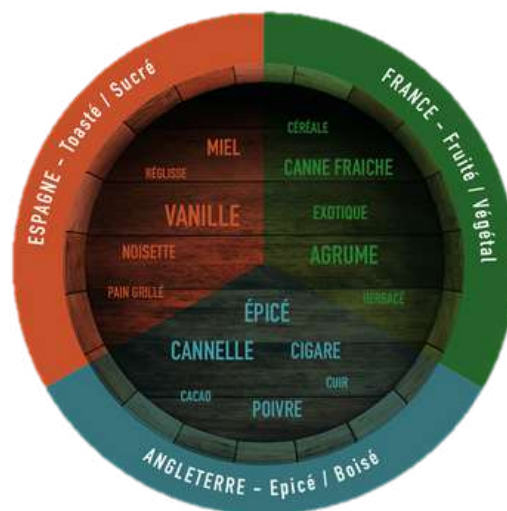 ESPAGNE – Toasté / Sucré
MIEL
RÉGLISSE
VANILLE
NOISETTE
PAIN GRILLÉ
FRANCE – Fruité / Végétal
CÉRÉALE
CANNE FRAICHE
EXOTIQUE
AGRUME
HERBACÉ
ÉPICÉ
CANNELLE
CIGARE
CUIR
CACAO
POIVRE
ANGLETERRE – Epicé / Boisé